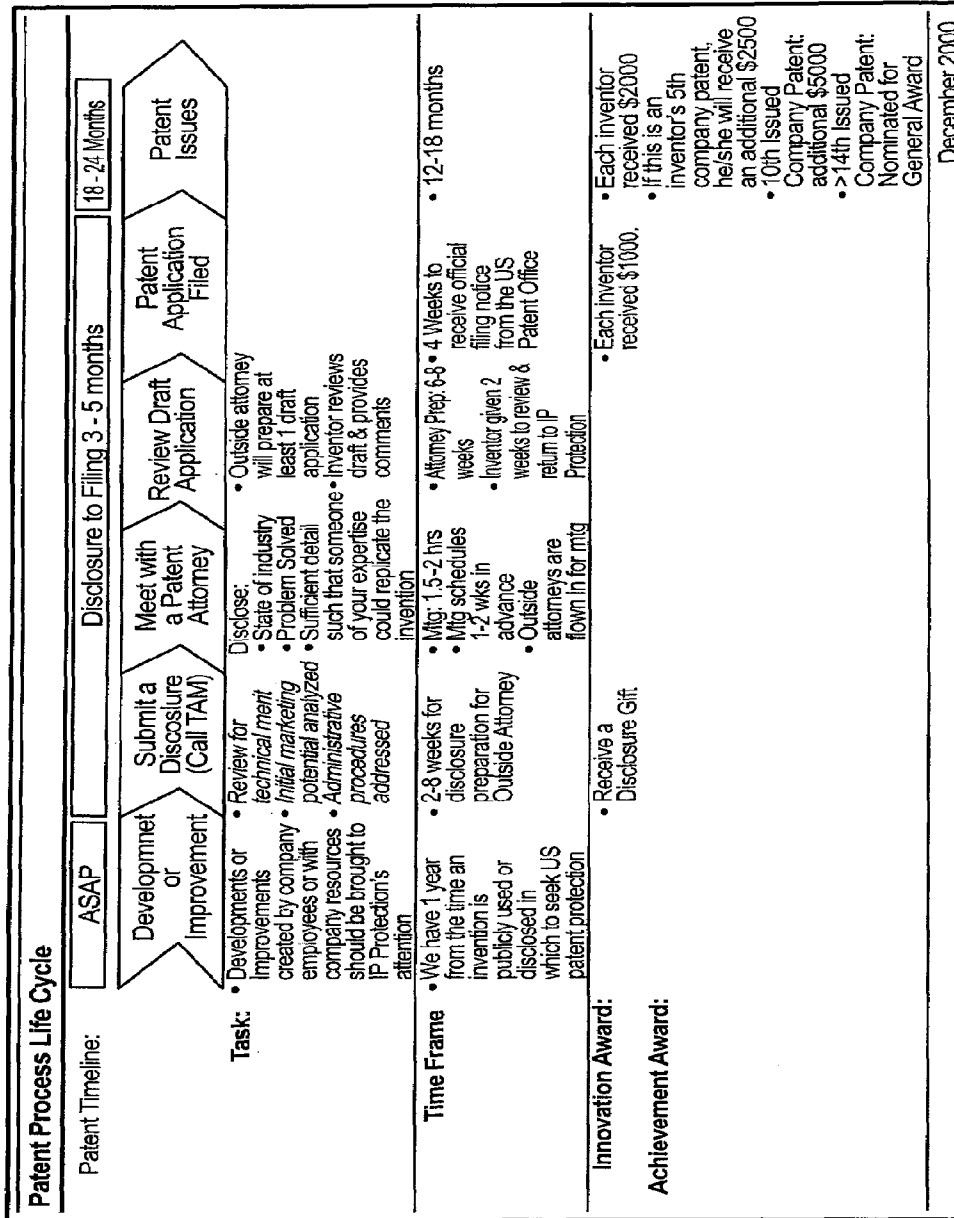 Patent Process Life Cycle
Patent Timeline:
ASAP
Disclosure to Filing 3 - 5 months
18 - 24 Months
Developmnet
or
Improvement
Submit a
Discoslure
(Call TAM)
Meet with
a Patent
Attorney
Review Draft
Application
Patent
Application
Filed
Patent
Issues
Task:
• Developments or
Improvements
created by company
employees or with
company resources
should be brought to
IP Protection's
attention
• Review for
technical merit
• Initial marketing
potential analyzed
• Administrative
procedures
addressed
Disclose:
• State of industry
• Problem Solved
• Sufficient detail
such that someone
of your expertise
could replicate the
invention
• Outside attorney
will prepare at
least 1 draft
application
• Inventor reviews
draft & provides
comments
Time Frame
• We have 1 year
from the time an
invention is
publicly used or
disclosed in
which to seek US
patent protection
• 2-8 weeks for
disclosure
preparation for
Outside Attorney
• Mtg: 1.5-2 hrs
• Mtg schedules
1-2 wks in
advance
• Outside
attorneys are
flown In for mtg
• Attorney Prep: 6-8
weeks
• Inventor given 2
weeks to review &
return to IP
Protection
• 4 Weeks to
receive official
filing notice
from the US
Patent Office
• 12-18 months
Innovation Award:
Achievement Award:
• Receive a
Disclosure Gift
• Each inventor
received $1000.
• Each inventor
received $2000
• If this is an
inventor's 5th
company patent,
he/she will receive
an additional $2500
• 10th Issued
Company Patent:
additional $5000
• >14th Issued
Company Patent:
Nominated for
General Award
December 2000